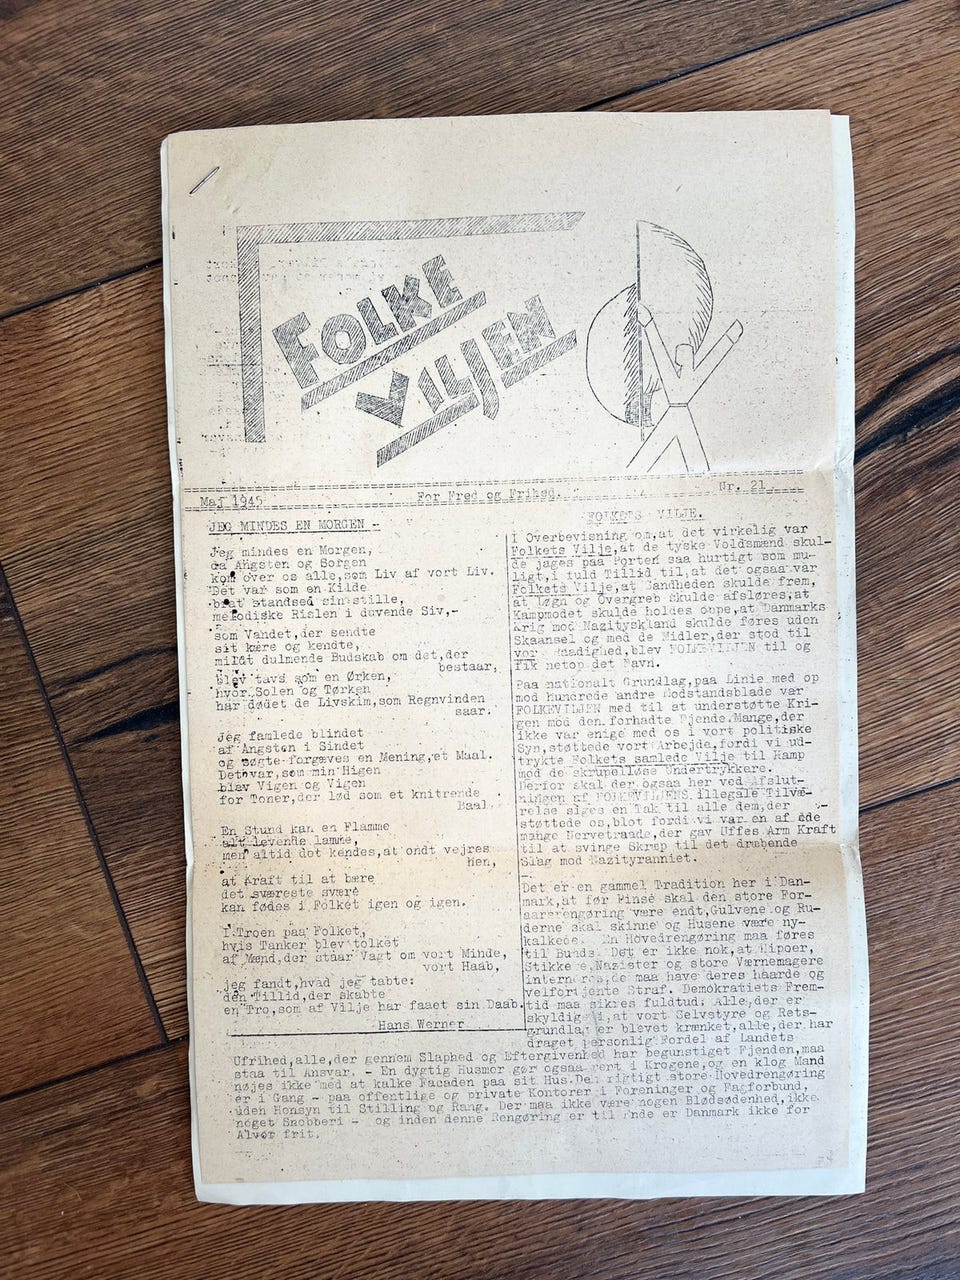 FOLKE
VILJEN
Maj 1945
For Fred og Frihed.
Nr. 21
JEG MINDES EN MORGEN -
Jeg mindes en Morgen,
da Angsten og Sorgen
kom over os alle,som Liv af vort Liv.
Det var som en Kilde
brat standsed sin stille,
melodiske Rislen i duvende Siv,-
som Vandet,der sendte
sit kære og kendte,
mildt dulmende Budskab om det,der
bestaar,
blev tavs som en Ørken,
hvor Solen og Tørken
har dødet de Livskim,som Regnvinden
saar.
Jeg famlede blindet
af Angsten i Sindet
og søgte forgæves en Mening,et Maal.
Det var,som min Higen
blev Vigen og Vigen
for Toner,der lød som et knitrende
Baal.
En Stund kan en Flamme
alt levende lamme,
men altid det kendes,at ondt vejres
hen,
at Kraft til at bære
det sværeste svære
kan fødes i Folket igen og igen.
I Troen paa Folket,
hvis Tanker blev tolket
af Mænd,der staar Vagt om vort Minde,
vort Haab,
jeg fandt,hvad jeg tabte:
den Tillid,der skabte
en Tro,som af Vilje har faaet sin Daab.
Hans Werner
FOLKETS VILJE.
I Overbevisning om,at det virkelig var
Folkets Vilje,at de tyske Voldsmænd skul-
de jages paa Porten saa hurtigt som mu-
ligt,i fuld Tillid til,at det ogsaa var
Folkets Vilje,at Sandheden skulde frem,
at Løgn og Overgreb skulde afsløres,at
Kampmodet skulde holdes oppe,at Danmarks
Krig mod Nazityskland skulde føres uden
Skaansel og med de Midler,der stod til
vor Raadighed,blev FOLKEVILJEN til og
fik netop det Navn.
Paa nationalt Grundlag,paa Linie med op
mod hundrede andre Modstandsblade var
FOLKEVILJEN med til at understøtte Kri-
gen mod den forhadte Fjende.Mange,der
ikke var enige med os i vort politiske
Syn,støttede vort Arbejde,fordi vi ud-
trykte Folkets samlede Vilje til Kamp
mod de skrupelløse Undertrykkere.
Derfor skal der ogsaa her ved Afslut-
ningen af FOLKEVILJENS illegale Tilvæ-
relse siges en Tak til alle dem,der
støttede os,blot fordi vi var en af de
mange Nervetraade,der gav Uffes Arm Kraft
til at svinge Skrep til det dræbende
Slag mod Nazityranniet.
Det er en gammel Tradition her i Dan-
mark,at før Pinse skal den store For-
aarsrengøring være endt,Gulvene og Ru-
derne skal skinne og Husene være ny-
kalkede. En Hovedrengøring maa føres
til Bunds. Det er ikke nok,at Hipoer,
Stikkere,Nazister og store Værnemagere
interneres,de maa have deres haarde og
velfortjente Straf. Demokratiets Frem-
tid maa sikres fuldtud. Alle,der er
skyldige i,at vort Selvstyre og Rets-
grundlag er blevet krænket,alle,der har
draget personlig Fordel af Landets
Ufrihed,alle,der gennem Slaphed og Eftergivenhed har begunstiget Fjenden,maa
staa til Ansvar. - En dygtig Husmor gør ogsaa rent i Krogene,og en klog Mand
nøjes ikke med at kalke Facaden paa sit Hus.Den rigtigt store Hovedrengøring
er i Gang - paa offentlige og private Kontorer i Foreninger og Fagforbund,
uden Hensyn til Stilling og Rang. Der maa ikke være nogen Blødsødenhed,ikke
noget Snobberi - og inden denne Rengøring er til Ende er Danmark ikke for
Alvor frit.